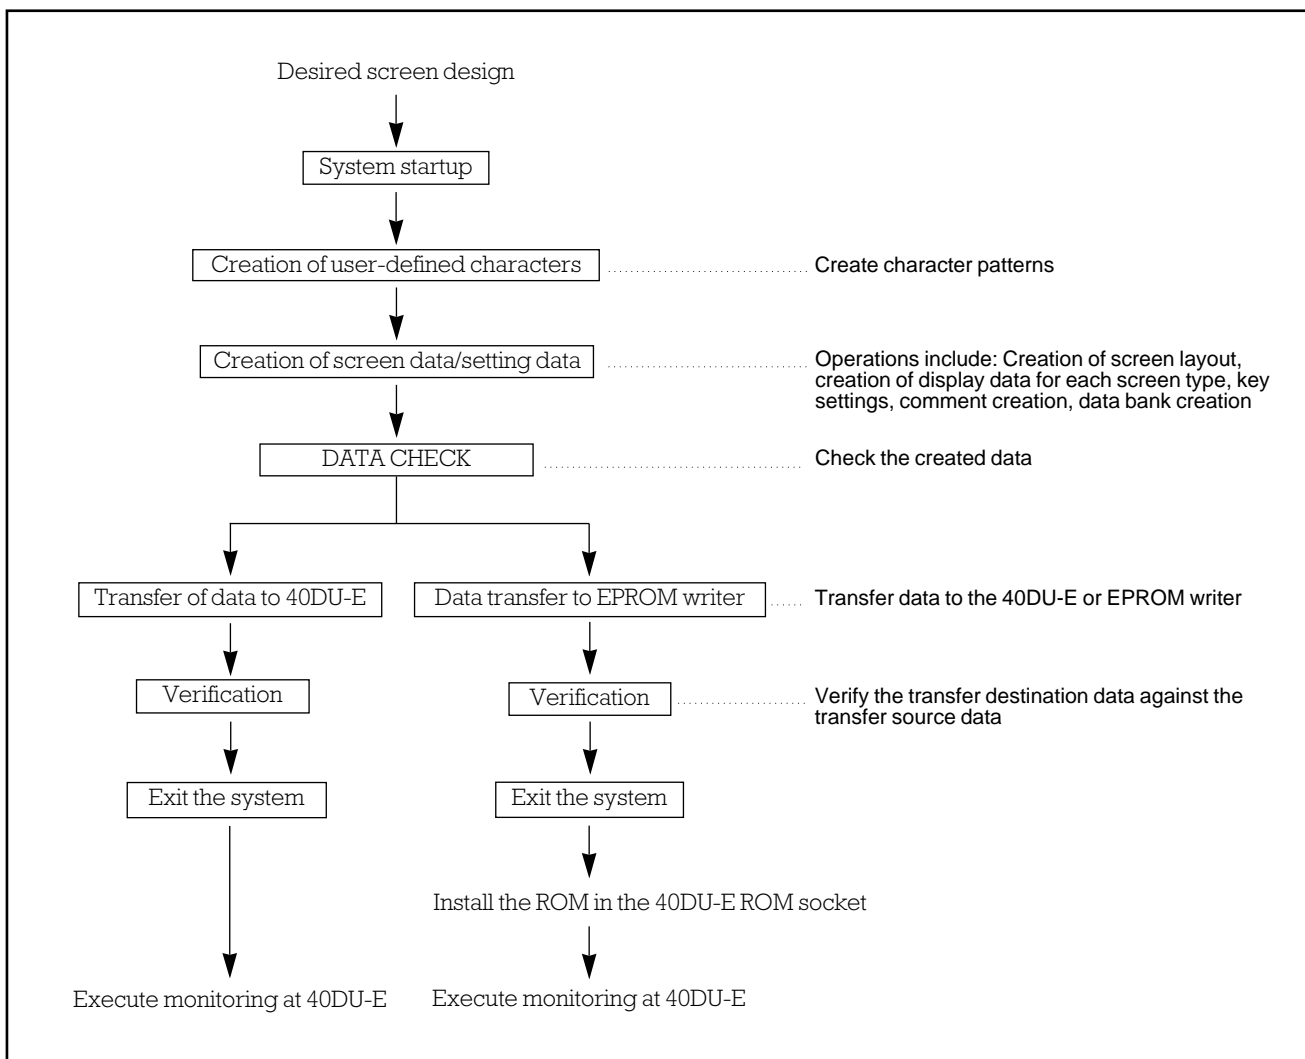 Desired screen design
System startup
Creation of user-defined characters
Create character patterns
Creation of screen data/setting data
Operations include: Creation of screen layout,
creation of display data for each screen type, key
settings, comment creation, data bank creation
DATA CHECK
Check the created data
Transfer of data to 40DU-E
Data transfer to EPROM writer
Transfer data to the 40DU-E or EPROM writer
Verification
Verification
Verify the transfer destination data against the
transfer source data
Exit the system
Exit the system
Install the ROM in the 40DU-E ROM socket
Execute monitoring at 40DU-E
Execute monitoring at 40DU-E